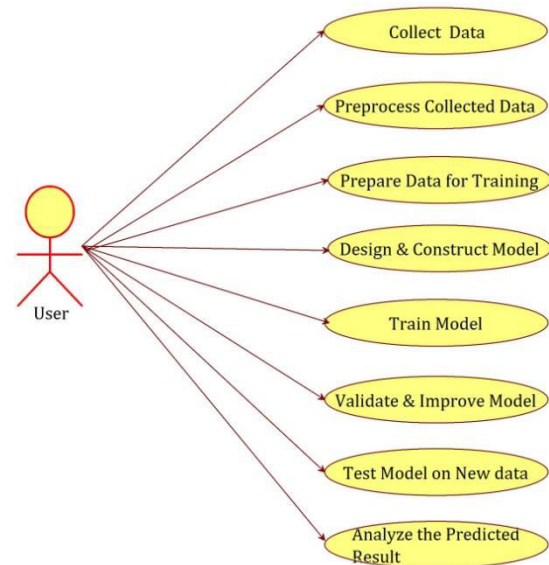 Collect Data
Preprocess Collected Data
Prepare Data for Training
Design & Construct Model
User
Train Model
Validate & Improve Model
Test Model on New data
Analyze the Predicted
Result